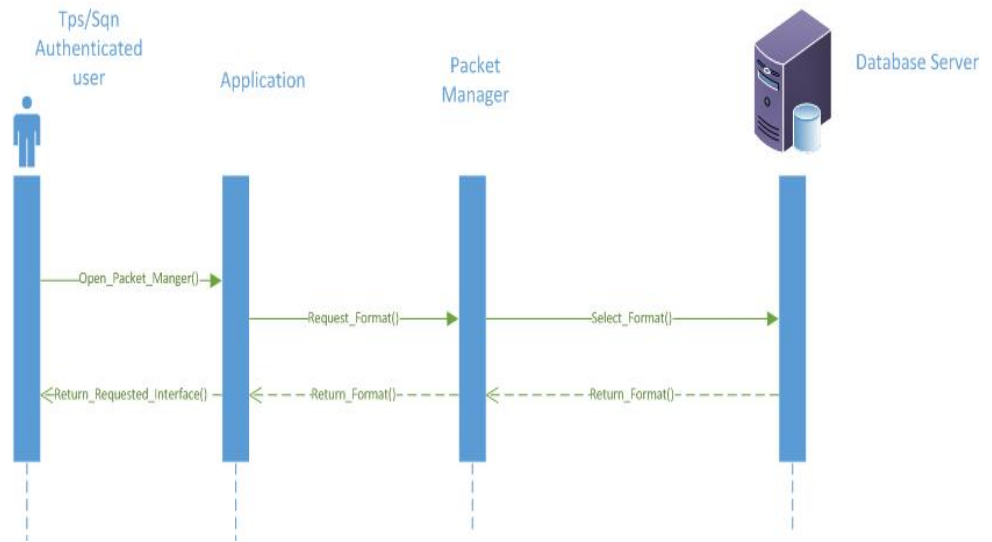 Tps/Sqn
Authenticated
user
Application
Packet
Manager
Database Server
Open_Packet_Manger()
Request_Format()
Select_Format()
Return_Requested_Interface()
Return_Format()
Return_Format()